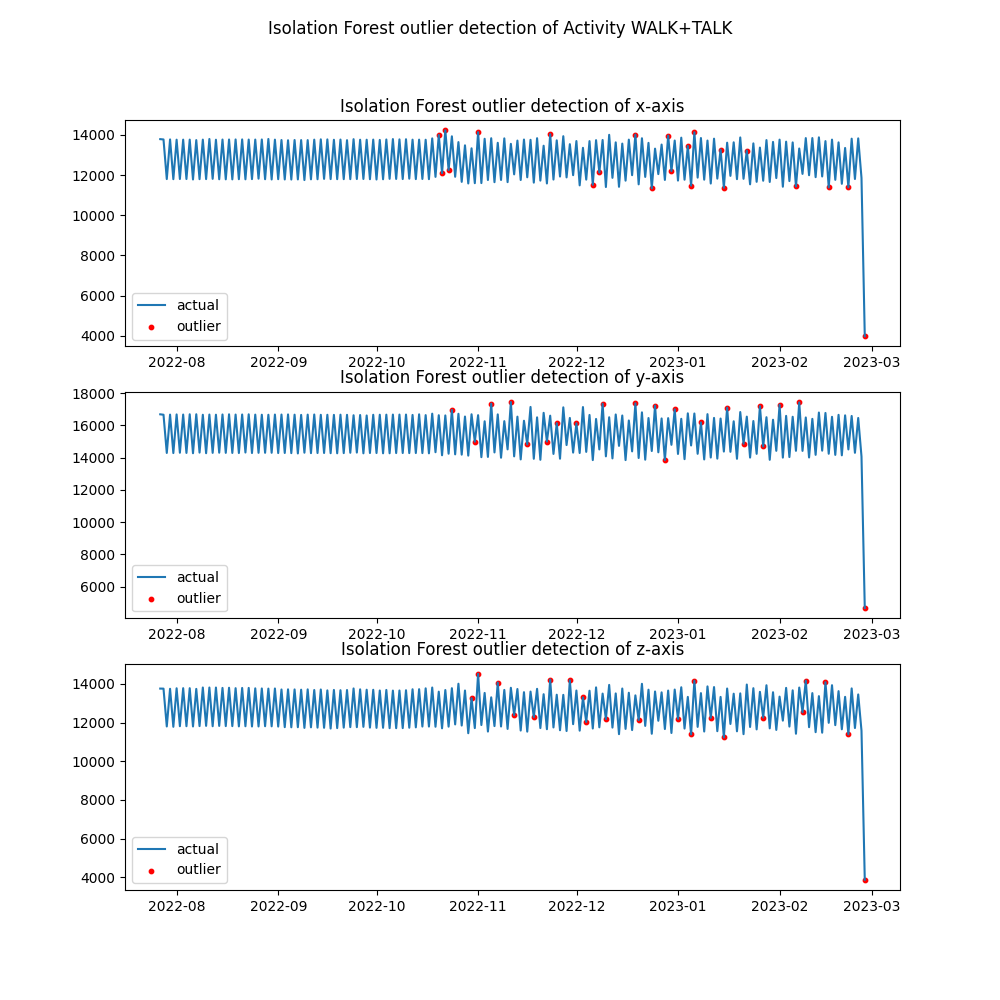 Isolation Forest outlier detection of Activity WALK+TALK
Isolation Forest outlier detection of x-axis
14000
12000
10000
8000
6000
4000
actual
outlier
2022-08 2022-09 2022-10 2022-11 2022-12 2023-01 2023-02 2023-03
Isolation Forest outlier detection of y-axis
18000
16000
14000
12000
10000
8000
6000
actual
outlier
2022-08 2022-09 2022-10 2022-11 2022-12 2023-01 2023-02 2023-03
Isolation Forest outlier detection of z-axis
14000
12000
10000
8000
6000
4000
actual
outlier
2022-08 2022-09 2022-10 2022-11 2022-12 2023-01 2023-02 2023-03